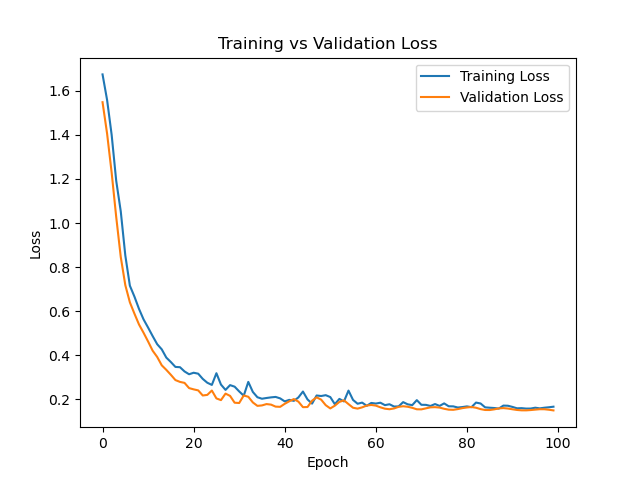 Training vs Validation Loss
Training Loss
Validation Loss
1.6
1.4
1.2
1.0
0.8
0.6
0.4
0.2
Loss
0 20 40 60 80 100
Epoch